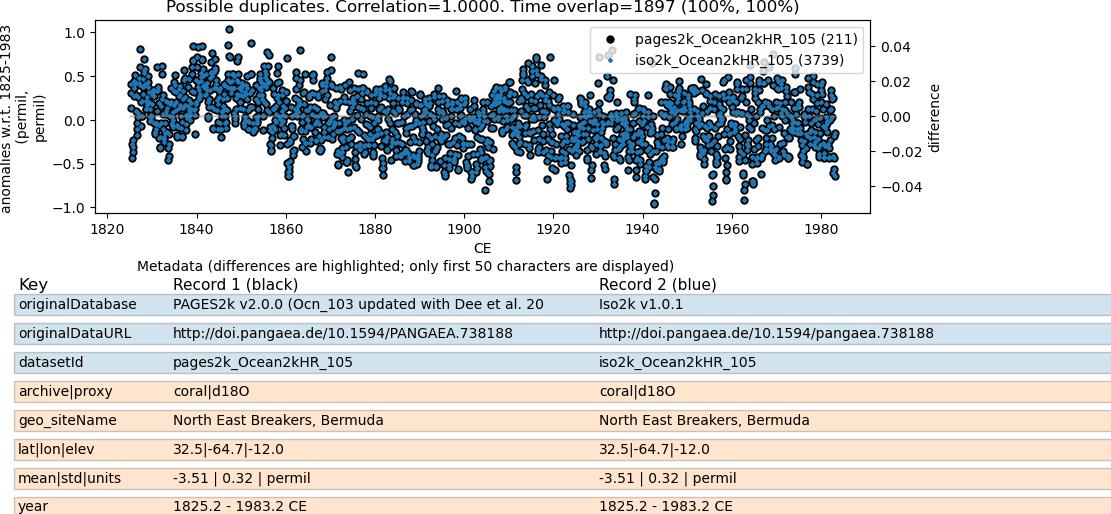 Possible duplicates. Correlation=1.0000. Time overlap=1897 (100%, 100%)
anomalies w.r.t. 1825-1983
(permil,
permil)
1.0
0.5
0.0
−0.5
−1.0
pages2k_Ocean2kHR_105 (211)
iso2k_Ocean2kHR_105 (3739)
0.04
0.02
0.00
−0.02
−0.04
difference
1820 1840 1860 1880 1900 1920 1940 1960 1980
CE
Metadata (differences are highlighted; only first 50 characters are displayed)
Key Record 1 (black) Record 2 (blue)
originalDatabase PAGES2k v2.0.0 (Ocn_103 updated with Dee et al. 20 Iso2k v1.0.1
originalDataURL http://doi.pangaea.de/10.1594/PANGAEA.738188 http://doi.pangaea.de/10.1594/pangaea.738188
datasetId pages2k_Ocean2kHR_105 iso2k_Ocean2kHR_105
archive|proxy coral|d18O coral|d18O
geo_siteName North East Breakers, Bermuda North East Breakers, Bermuda
lat|lon|elev 32.5|-64.7|-12.0 32.5|-64.7|-12.0
mean|std|units -3.51 | 0.32 | permil -3.51 | 0.32 | permil
year 1825.2 - 1983.2 CE 1825.2 - 1983.2 CE